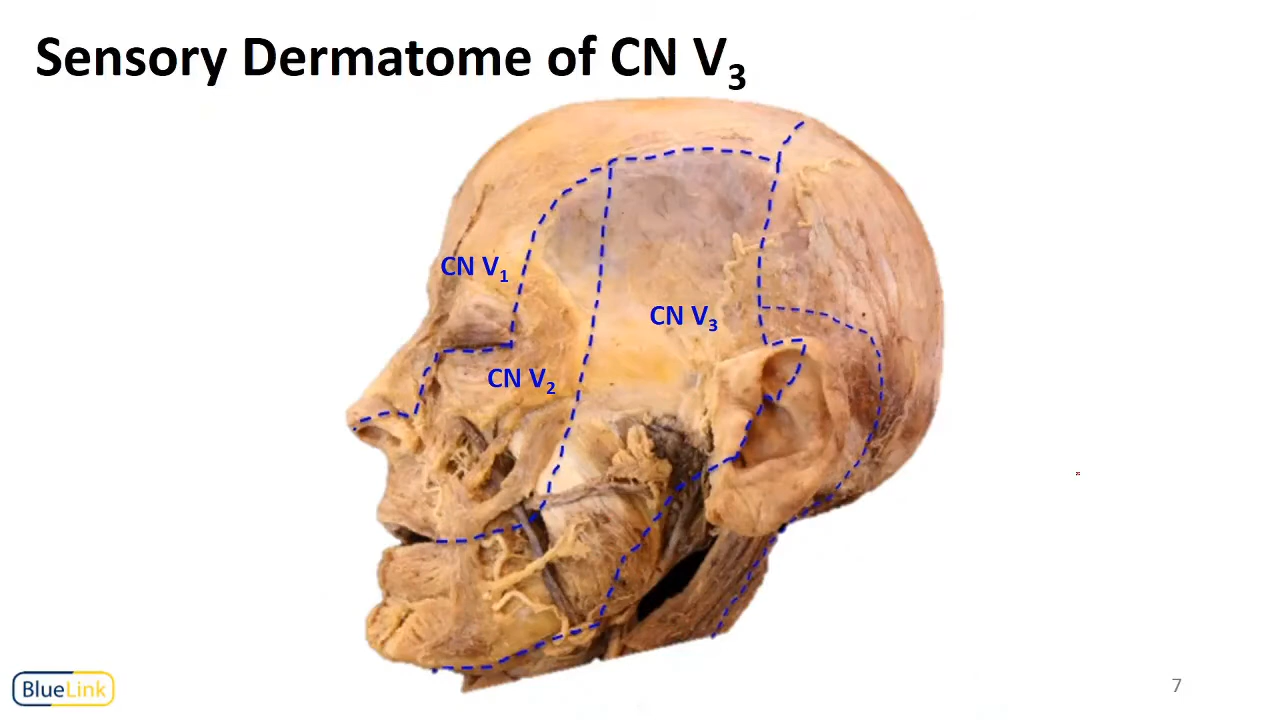 Sensory Dermatome of CN V₃
CN V₁
CN V₃
CN V₂
BlueLink
7